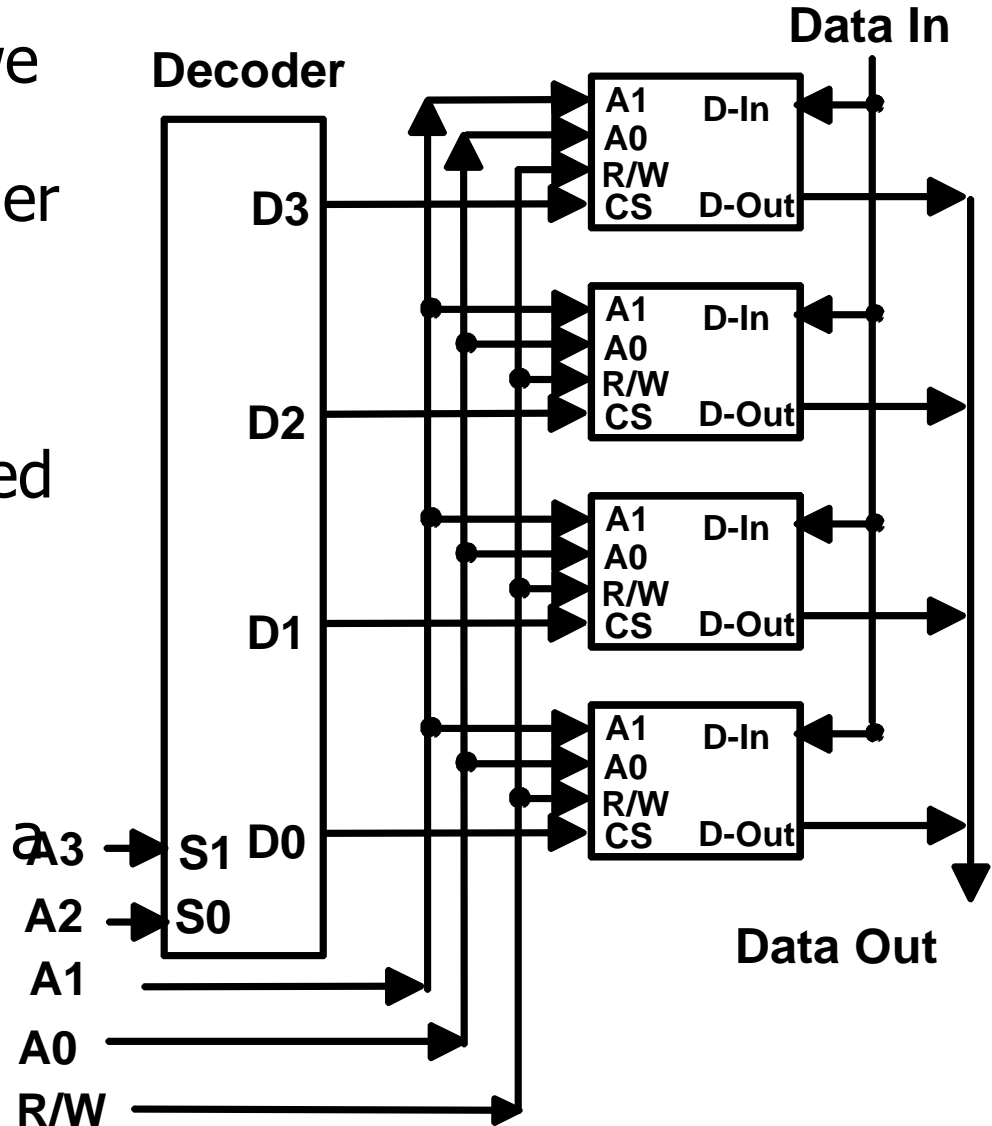 Data In
ve
Decoder
er
ed
a
D3
D2
D1
D0
A3
S1
A2
S0
A1
A0
R/W
A1
D-In
A0
R/W
CS
D-Out
A1
D-In
A0
R/W
CS
D-Out
A1
D-In
A0
R/W
CS
D-Out
A1
D-In
A0
R/W
CS
D-Out
Data Out